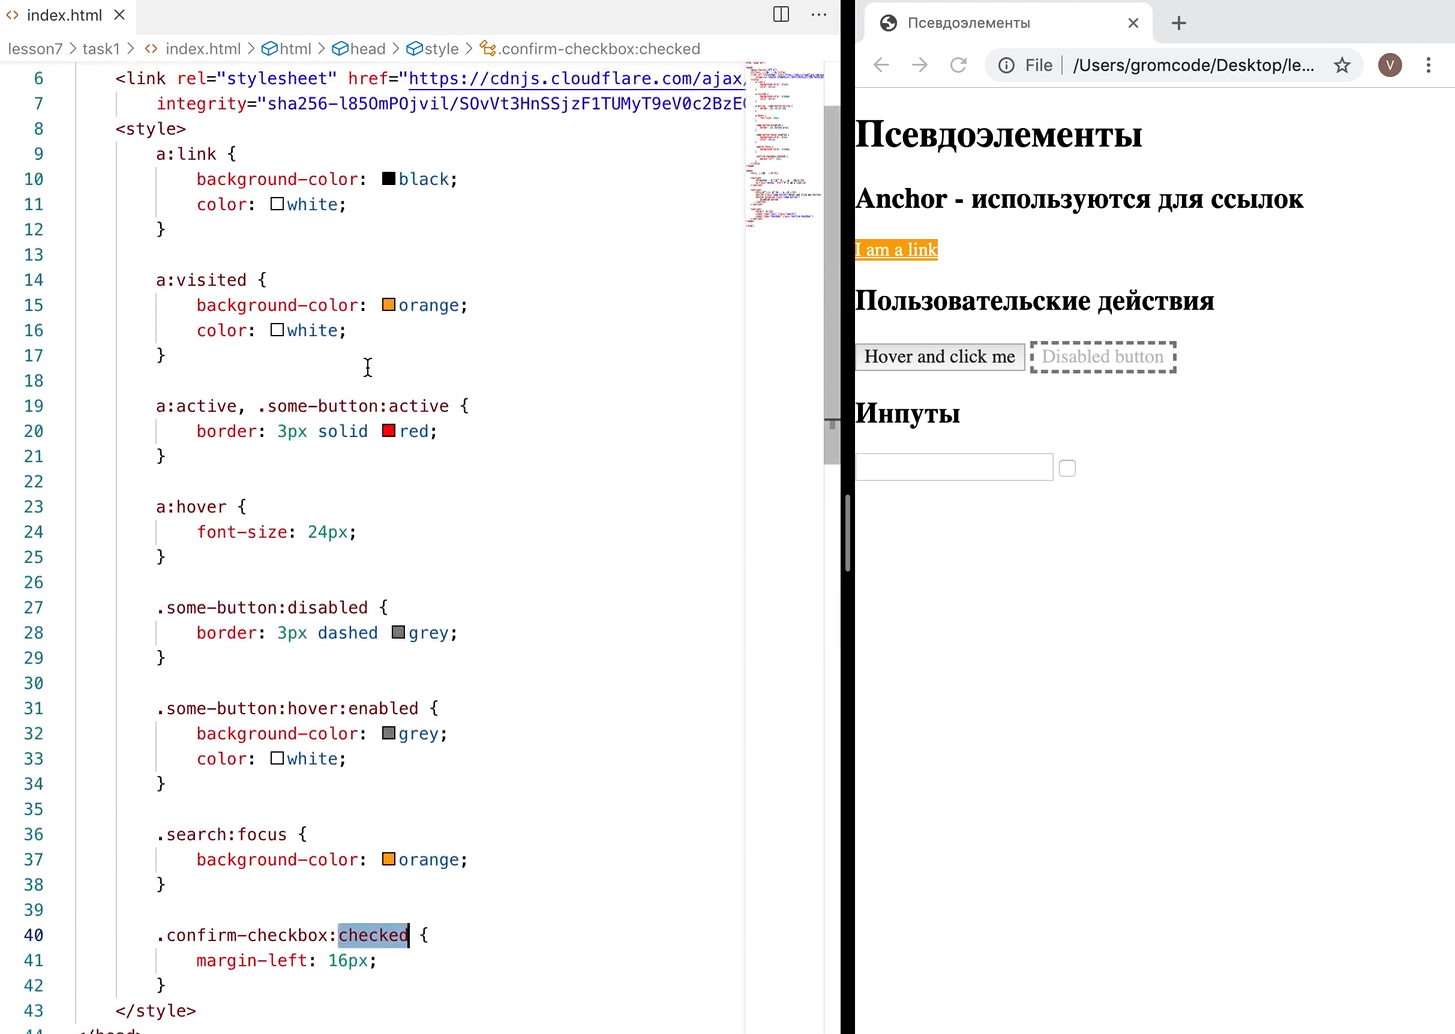 index.html
lesson7 > task1 > index.html > html > head > style > .confirm-checkbox:checked
6 <link rel="stylesheet" href="https://cdnjs.cloudflare.com/ajax/
7 integrity="sha256-l85OmPOjvil/SOvVt3HnSSjzF1TUMyT9eV0c2BzE
8 <style>
9 a:link {
10 background-color: black;
11 color: white;
12 }
13
14 a:visited {
15 background-color: orange;
16 color: white;
17 }
18
19 a:active, .some-button:active {
20 border: 3px solid red;
21 }
22
23 a:hover {
24 font-size: 24px;
25 }
26
27 .some-button:disabled {
28 border: 3px dashed grey;
29 }
30
31 .some-button:hover:enabled {
32 background-color: grey;
33 color: white;
34 }
35
36 .search:focus {
37 background-color: orange;
38 }
39
40 .confirm-checkbox:checked {
41 margin-left: 16px;
42 }
43 </style>
Псевдоэлементы
File /Users/gromcode/Desktop/le... V
Псевдоэлементы
Anchor - используются для ссылок
I am a link
Пользовательские действия
Hover and click me Disabled button
Инпуты